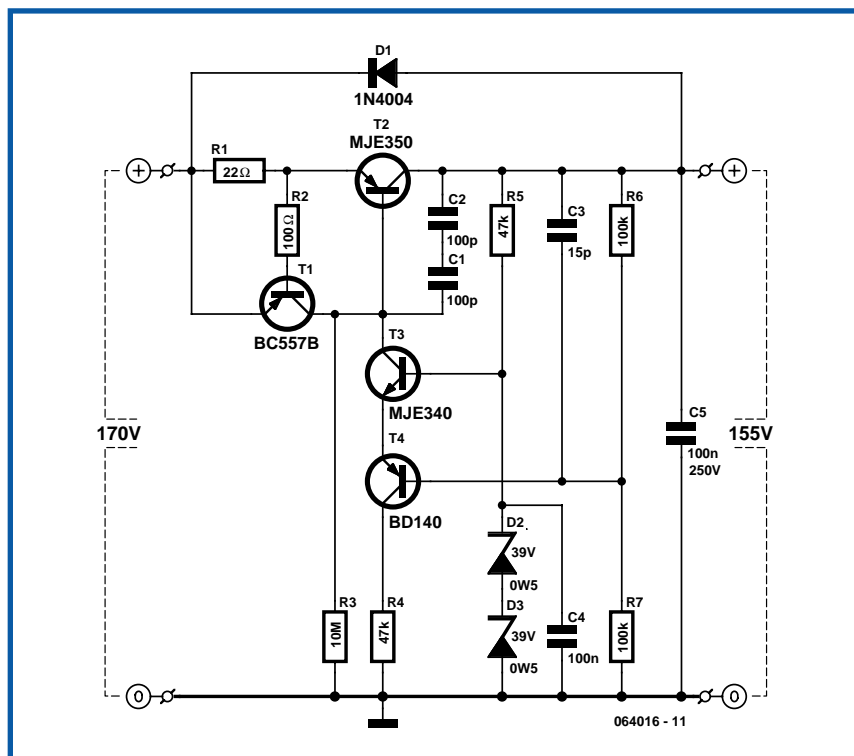 D1
1N4004
T2
MJE350
R1
22Ω
R2
100Ω
C2
100p
C1
100p
R5
47k
C3
15p
R6
100k
T1
BC557B
T3
MJE340
T4
BD140
170V
155V
C5
100n
250V
D2
39V
0W5
D3
39V
0W5
R3
10M
R4
47k
C4
100n
R7
100k
+
+
0
0
064016 - 11